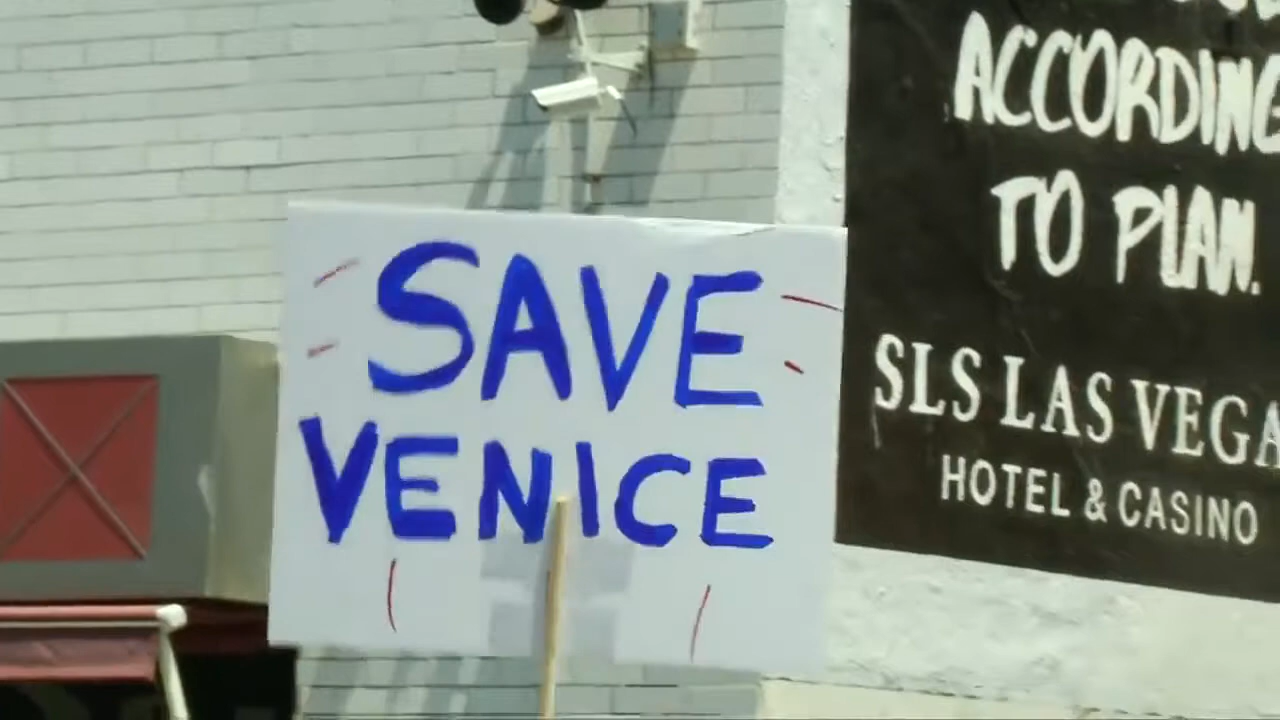 SAVE
VENICE
ACCORDING
TO PLAN.
SLS LAS VEGA
HOTEL & CASINO